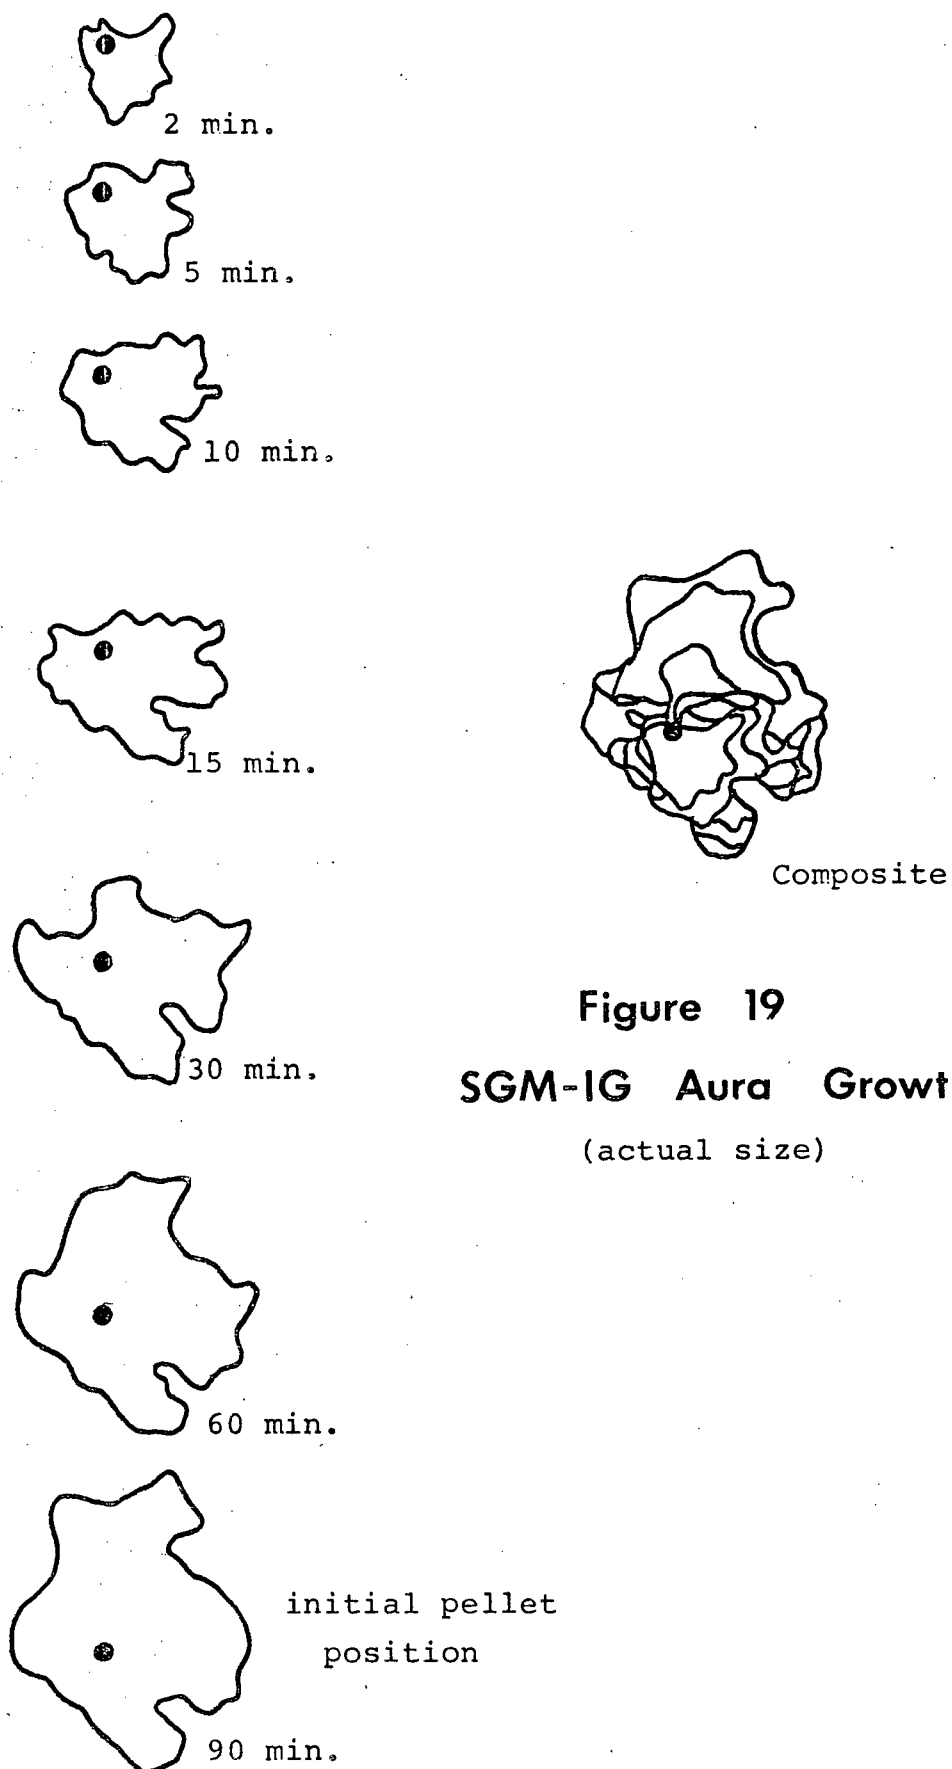 2 min.
5 min.
10 min.
15 min.
Composite
30 min.
Figure 19
SGM-IG Aura Growt
(actual size)
60 min.
initial pellet
position
90 min.